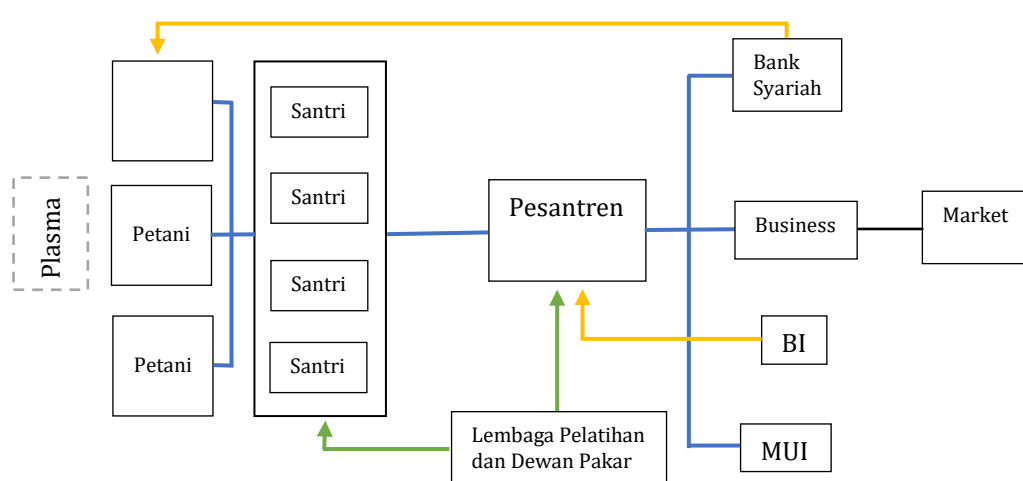 Bank
Syariah
Santri
Santri
Pesantren
Plasma
Petani
Business
Market
Santri
BI
Petani
Santri
Lembaga Pelatihan
dan Dewan Pakar
MUI